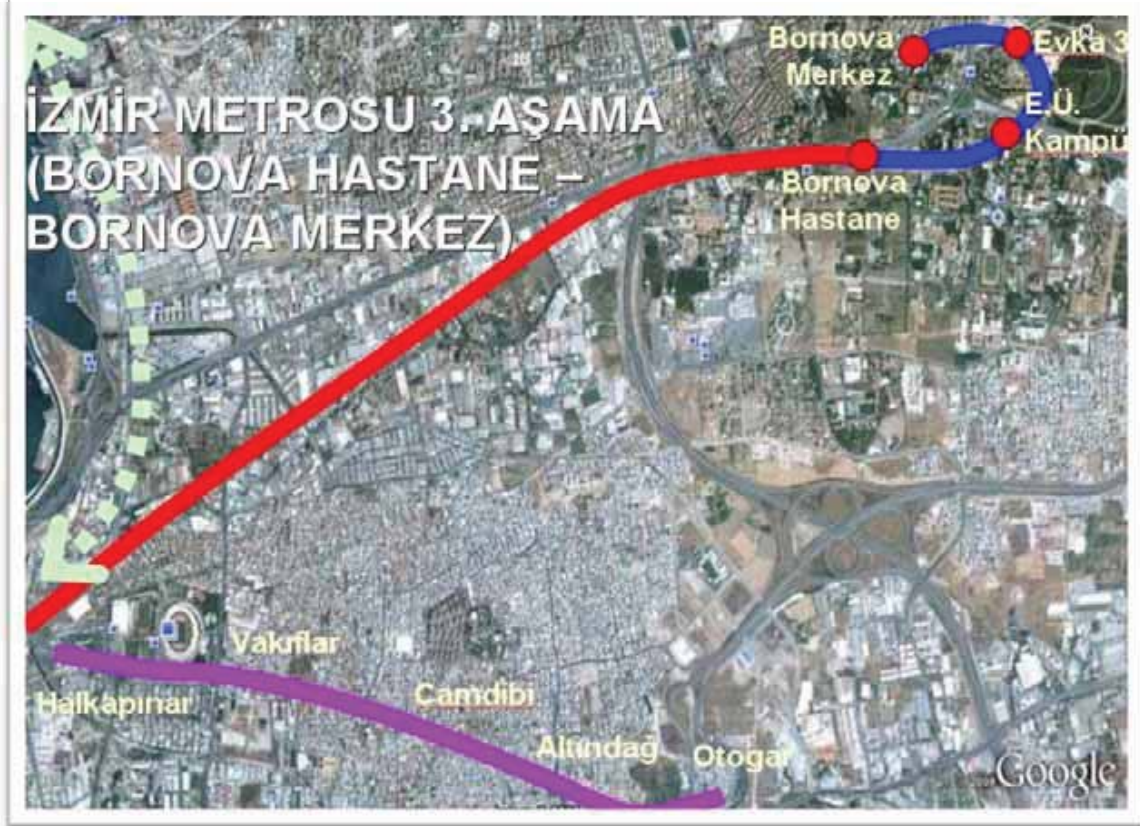 İZMİR METROSU 3. AŞAMA
(BORNOVA HASTANE –
BORNOVA MERKEZ)
Bornova
Merkez
Evka 3
E.Ü.
Kampü
Bornova
Hastane
Vakıflar
Halkapınar
Camdibi
Altındağ
Otogar
Google